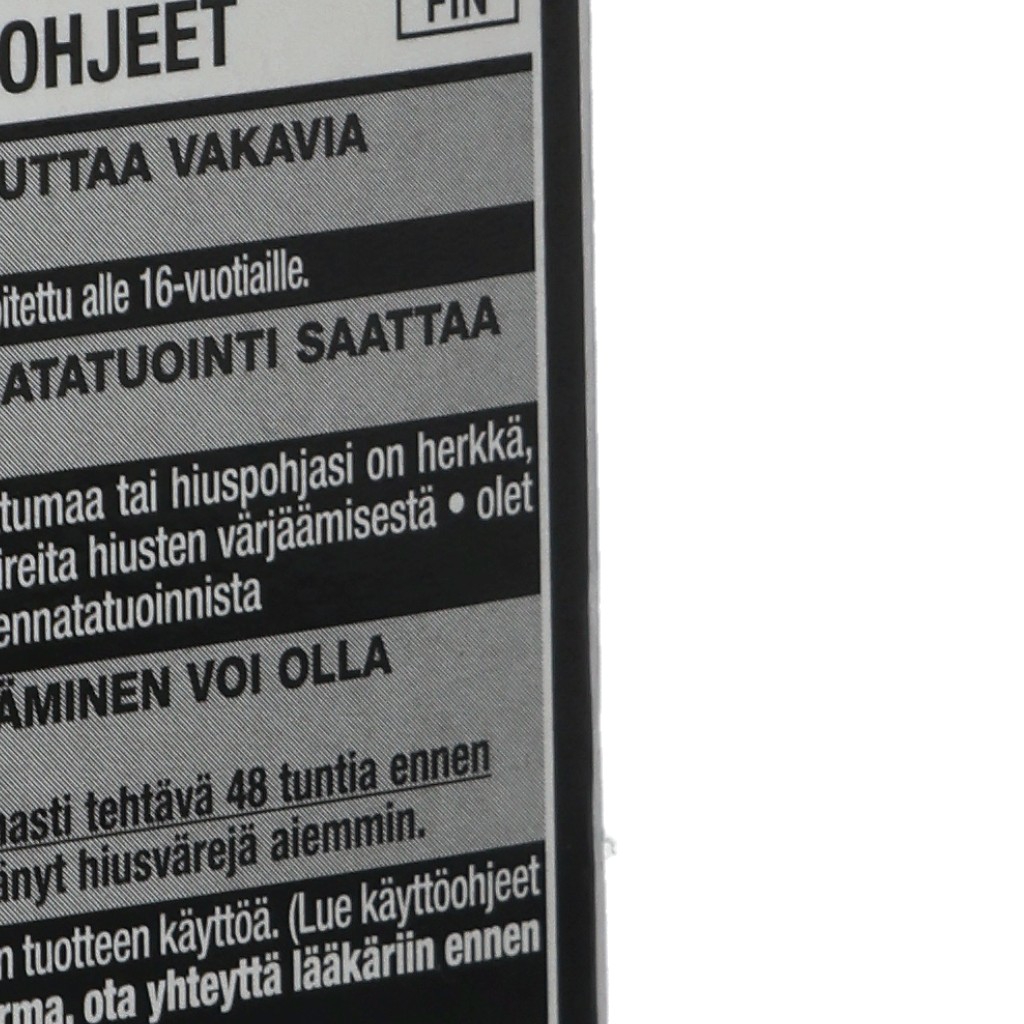 FIN
OHJEET
UTTAA VAKAVIA
alle 16-vuotiaille.
ATATUOINTI SAATTAA
tumaa tai hiuspohjasi on herkkä,
ireita hiusten värjäämisestä • olet
ennatatuoinnista
ÄMINEN VOI OLLA
asti tehtävä 48 tuntia ennen
änyt hiusvärejä aiemmin.
n tuotteen käyttöä. (Lue käyttöohjeet
rma, ota yhteyttä lääkäriin ennen